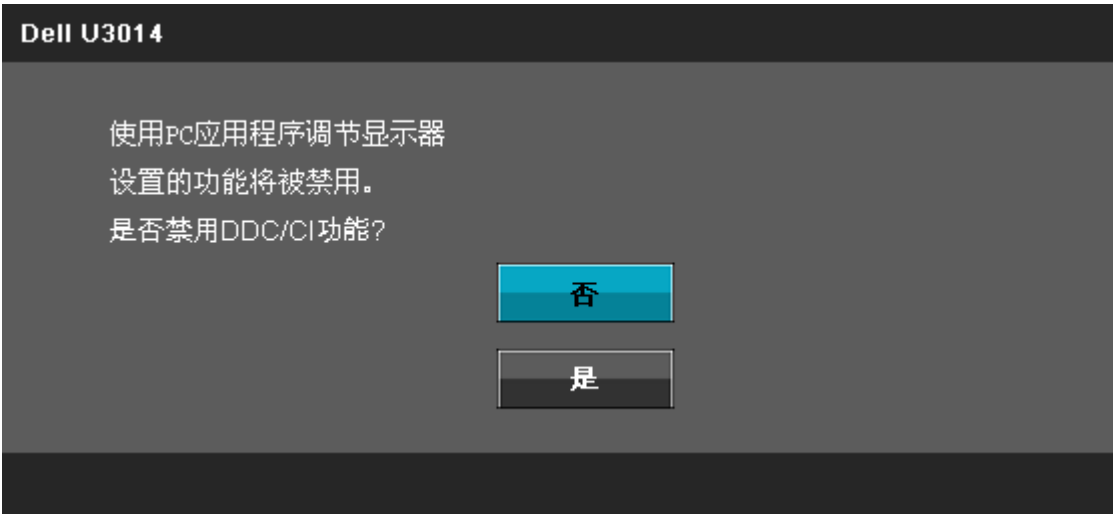 Dell U3014
使用PC应用程序调节显示器
设置的功能将被禁用。
是否禁用DDC/CI功能?
否
是